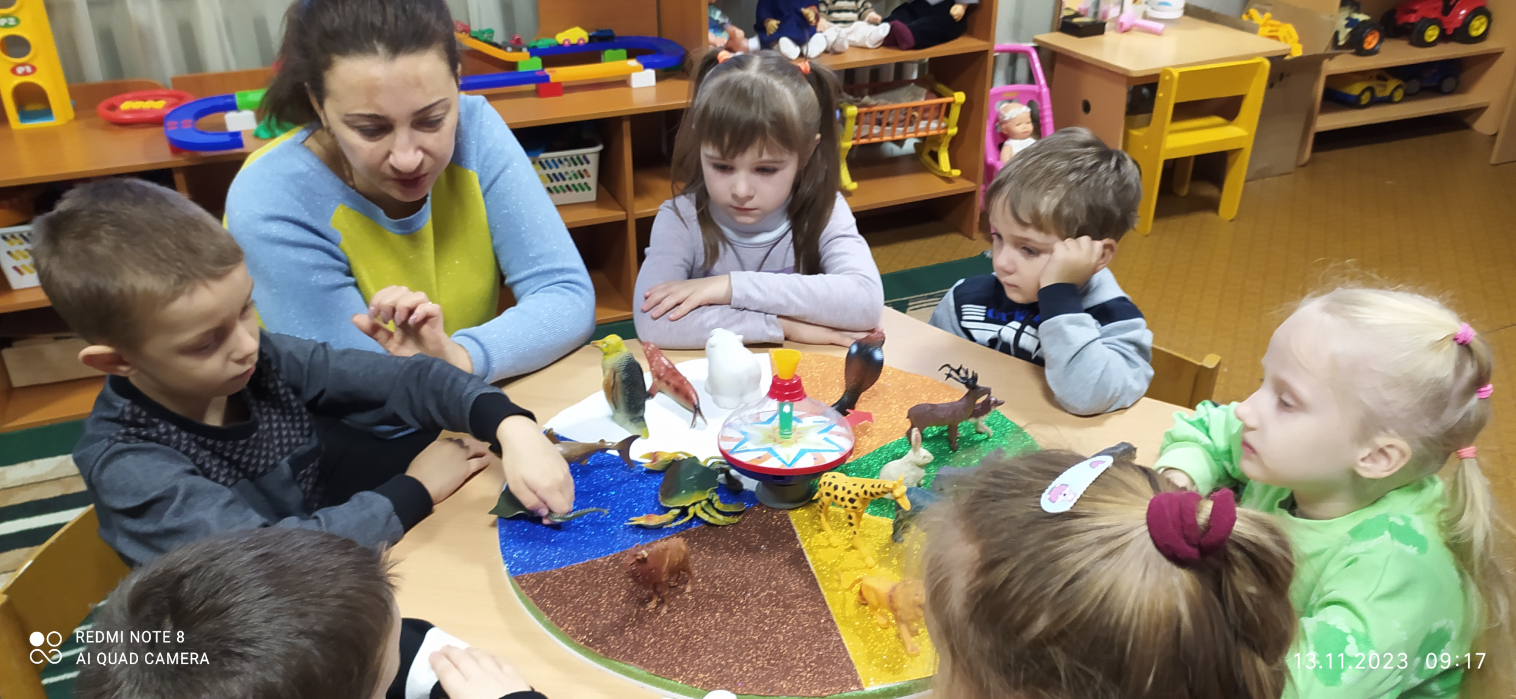 REDMI NOTE 8
AI QUAD CAMERA
13.11.2023 09:17